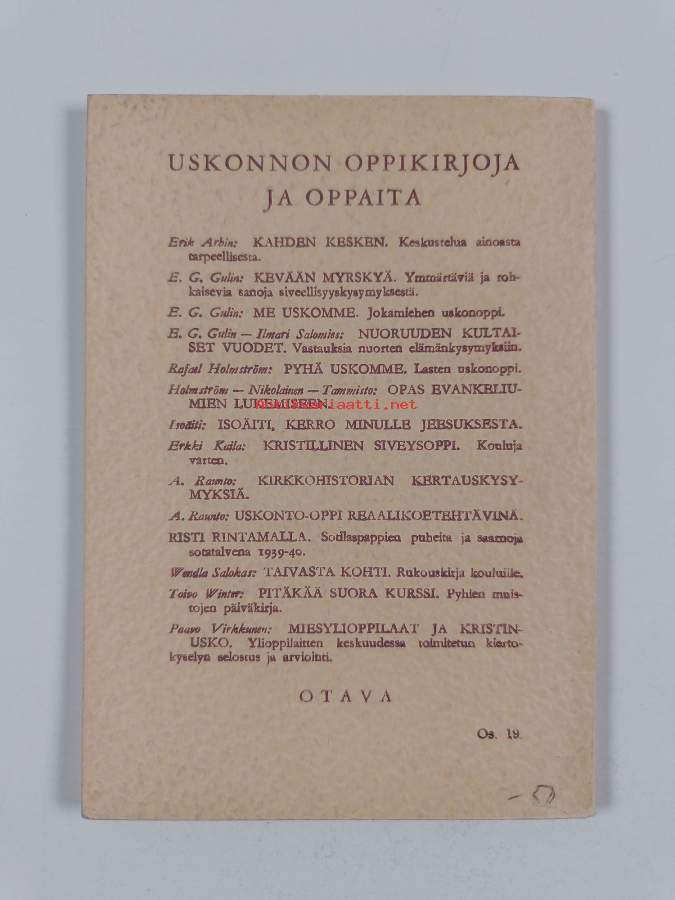 USKONNON OPPIKIRJOJA
JA OPPAITA
Erik Arbin: KAHDEN KESKEN. Keskustelua ainoasta
tarpeellisesta.
E. G. Gulin: KEVÄÄN MYRSKYÄ. Ymmärtäviä ja roh-
kaisevia sanoja siveellisyyskysymyksestä.
E. G. Gulin: ME USKOMME. Jokamiehen uskonoppi.
E. G. Gulin — Ilmari Salomies: NUORUUDEN KULTAI-
SET VUODET. Vastauksia nuorten elämänkysymyksiin.
Rafael Holmström: PYHÄ USKOMME. Lasten uskonoppi.
Holmström — Nikolainen — Tammisto: OPAS EVANKELIU-
MIEN LUKEMISEEN.
Isoäiti: ISOÄITI, KERRO MINULLE JEESUKSESTA.
Erkki Kaila: KRISTILLINEN SIVEYSOPPI. Kouluja
varten.
A. Raunto: KIRKKOHISTORIAN KERTAUSKYSY-
MYKSIÄ.
A. Raunto: USKONTO-OPPI REAALIKOETEHTÄVINÄ.
RISTI RINTAMALLA. Sotilaspappien puheita ja saarnoja
sotatalvena 1939-40.
Wendla Salokas: TAIVASTA KOHTI. Rukouskirja kouluille.
Toivo Winter: PITÄKÄÄ SUORA KURSSI. Pyhien muis-
tojen päiväkirja.
Paavo Virkkunen: MIESYLIOPPILAAT JA KRISTIN-
USKO. Ylioppilaitten keskuudessa toimitetun kierto-
kyselyn selostus ja arviointi.
OTAVA
Os. 19